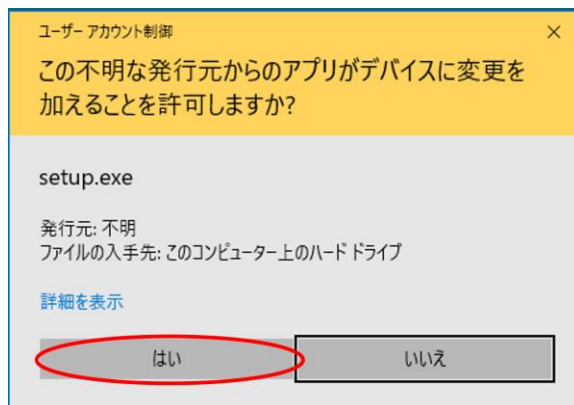 ユーザー アカウント制御
この不明な発行元からのアプリがデバイスに変更を
加えることを許可しますか?
setup.exe
発行元: 不明
ファイルの入手先: このコンピューター上のハード ドライブ
詳細を表示
はい
いいえ